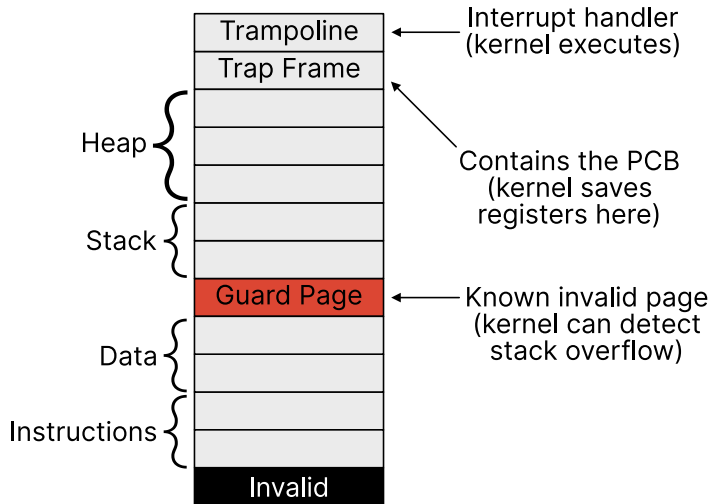 Trampoline
Interrupt handler
(kernel executes)
Trap Frame
Heap
Contains the PCB
(kernel saves
registers here)
Stack
Guard Page
Known invalid page
(kernel can detect
stack overflow)
Data
Instructions
Invalid